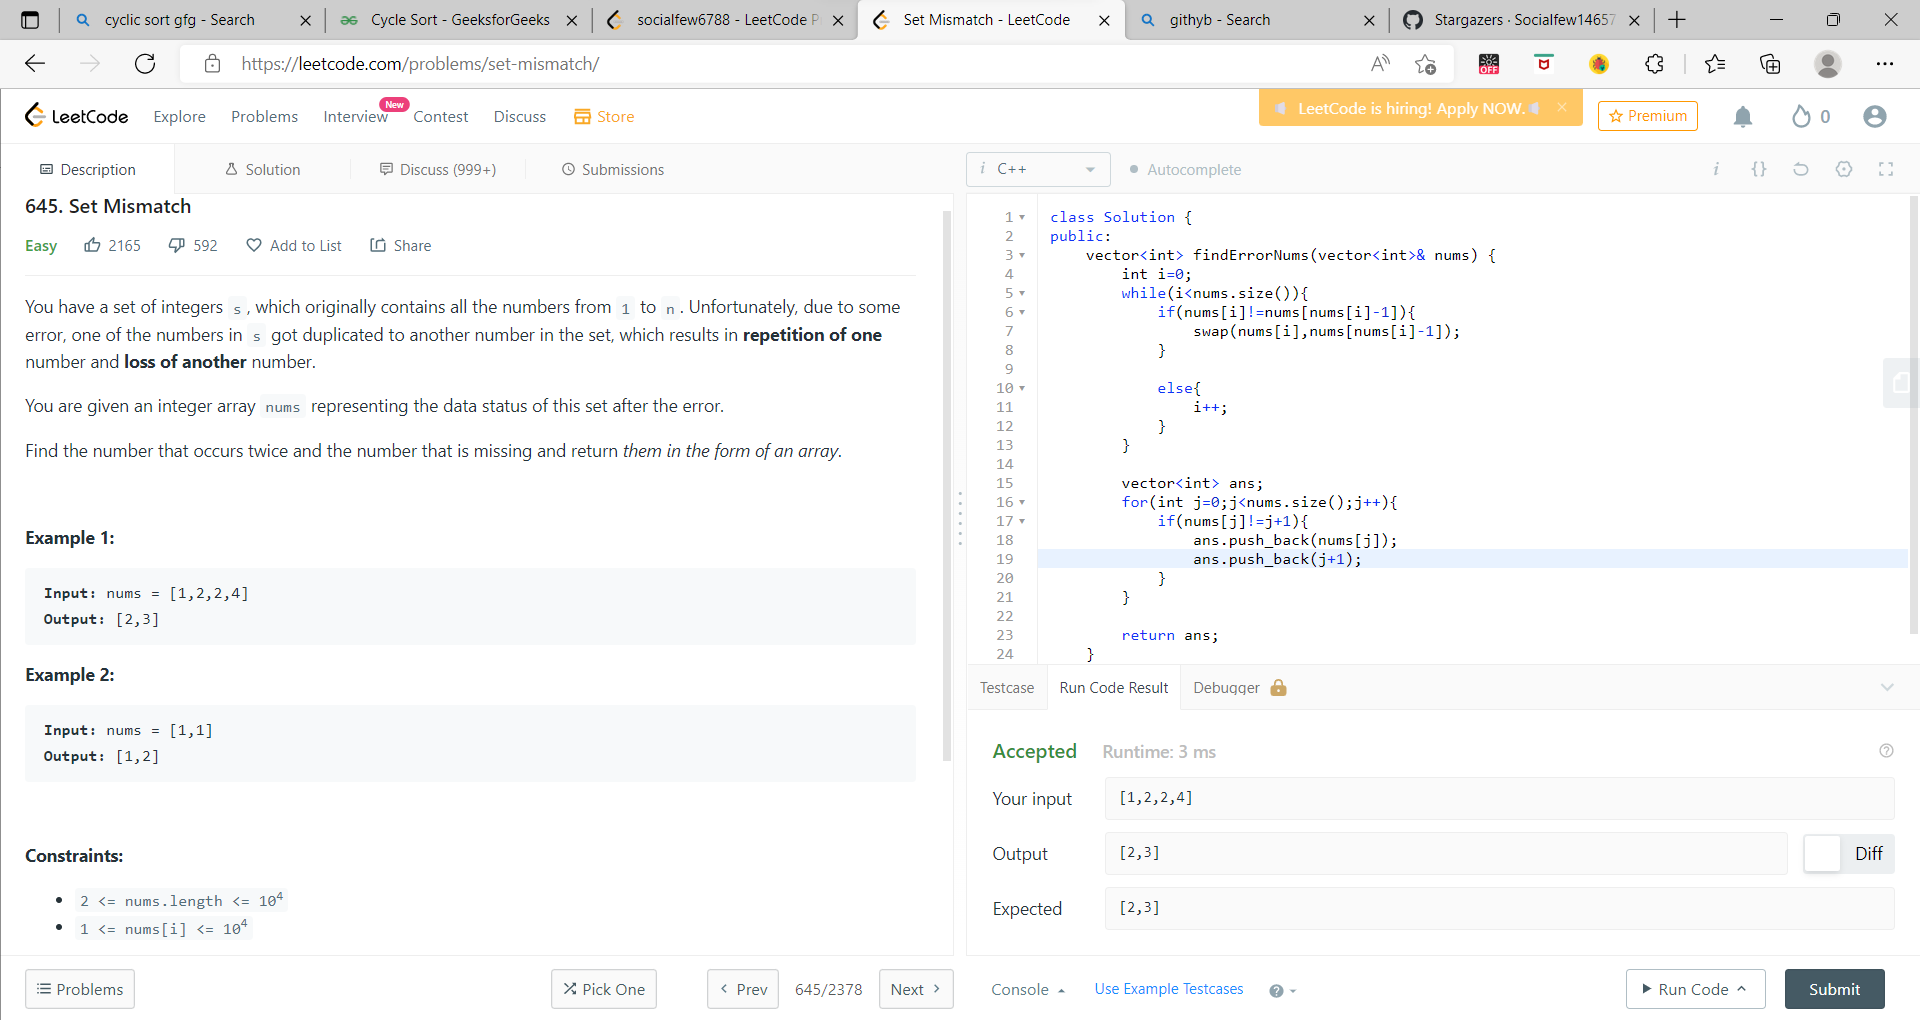 cyclic sort gfg - Search
Cycle Sort - GeeksforGeeks
socialfew6788 - LeetCode P
Set Mismatch - LeetCode
githyb - Search
Stargazers · Socialfew14657
https://leetcode.com/problems/set-mismatch/
OFF
LeetCode
Explore
Problems
Interview
New
Contest
Discuss
Store
LeetCode is hiring! Apply NOW.
Premium
0
Description
Solution
Discuss (999+)
Submissions
645. Set Mismatch
Easy
2165
592
Add to List
Share
You have a set of integers s , which originally contains all the numbers from 1 to n . Unfortunately, due to some
error, one of the numbers in s got duplicated to another number in the set, which results in repetition of one
number and loss of another number.
You are given an integer array nums representing the data status of this set after the error.
Find the number that occurs twice and the number that is missing and return them in the form of an array.
Example 1:
Input: nums = [1,2,2,4]
Output: [2,3]
Example 2:
Input: nums = [1,1]
Output: [1,2]
Constraints:
• 2 <= nums.length <= 10^4
• 1 <= nums[i] <= 10^4
Problems
Pick One
Prev
645/2378
Next
i C++
Autocomplete
i {}
1 class Solution {
2 public:
3 vector<int> findErrorNums(vector<int>& nums) {
4 int i=0;
5 while(i<nums.size()){
6 if(nums[i]!=nums[nums[i]-1]){
7 swap(nums[i],nums[nums[i]-1]);
8 }
9
10 else{
11 i++;
12 }
13 }
14
15 vector<int> ans;
16 for(int j=0;j<nums.size();j++){
17 if(nums[j]!=j+1){
18 ans.push_back(nums[j]);
19 ans.push_back(j+1);
20 }
21 }
22
23 return ans;
24 }
Testcase
Run Code Result
Debugger
Accepted
Runtime: 3 ms
Your input
[1,2,2,4]
Output
[2,3]
Diff
Expected
[2,3]
Console
Use Example Testcases
Run Code
Submit